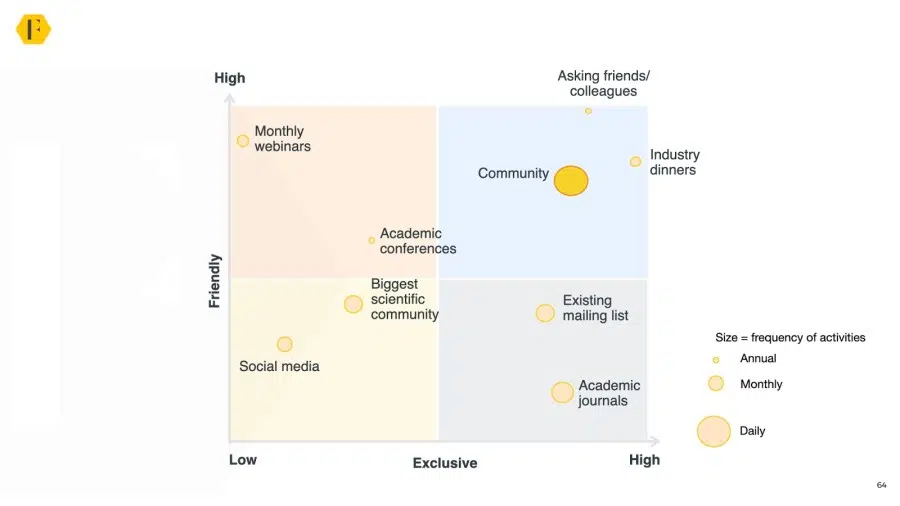 F
High
Asking friends/
colleagues
Monthly
webinars
Industry
dinners
Community
Academic
conferences
Friendly
Biggest
scientific
community
Existing
mailing list
Social media
Academic
journals
Low
Exclusive
High
Size = frequency of activities
Annual
Monthly
Daily
64